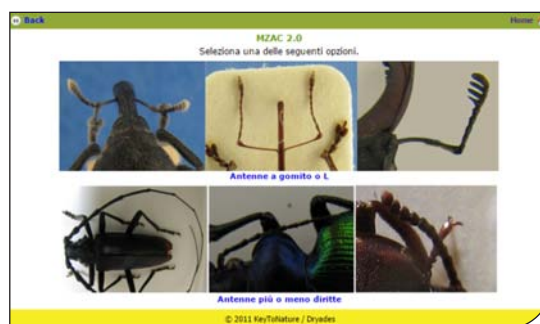 Back
Home
MZAC 2.0
Seleziona una delle seguenti opzioni.
Antenne a gomito o L
Antenne più o meno diritte
© 2011 KeyToNature / Dryades